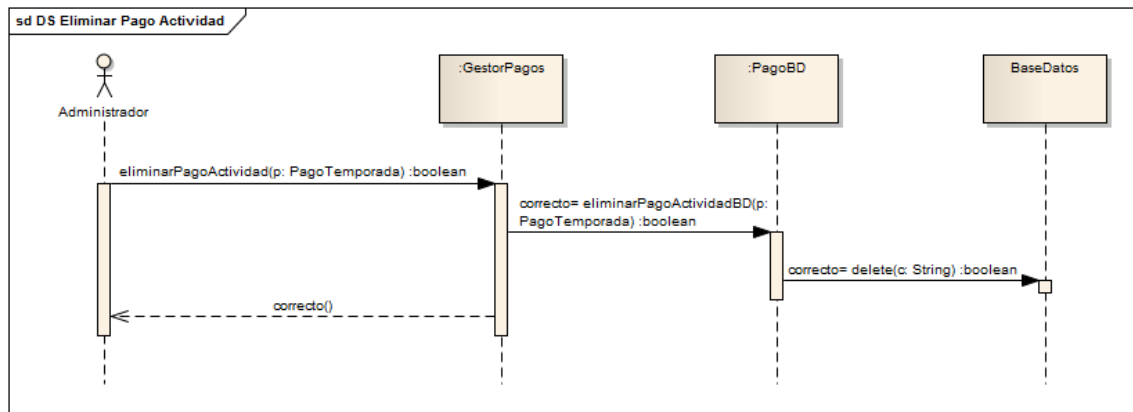 sd DS Eliminar Pago Actividad
Administrador
:GestorPagos
:PagoBD
BaseDatos
eliminarPagoActividad(p: PagoTemporada) :boolean
correcto= eliminarPagoActividadBD(p:
PagoTemporada) :boolean
correcto= delete(c: String) :boolean
correcto()